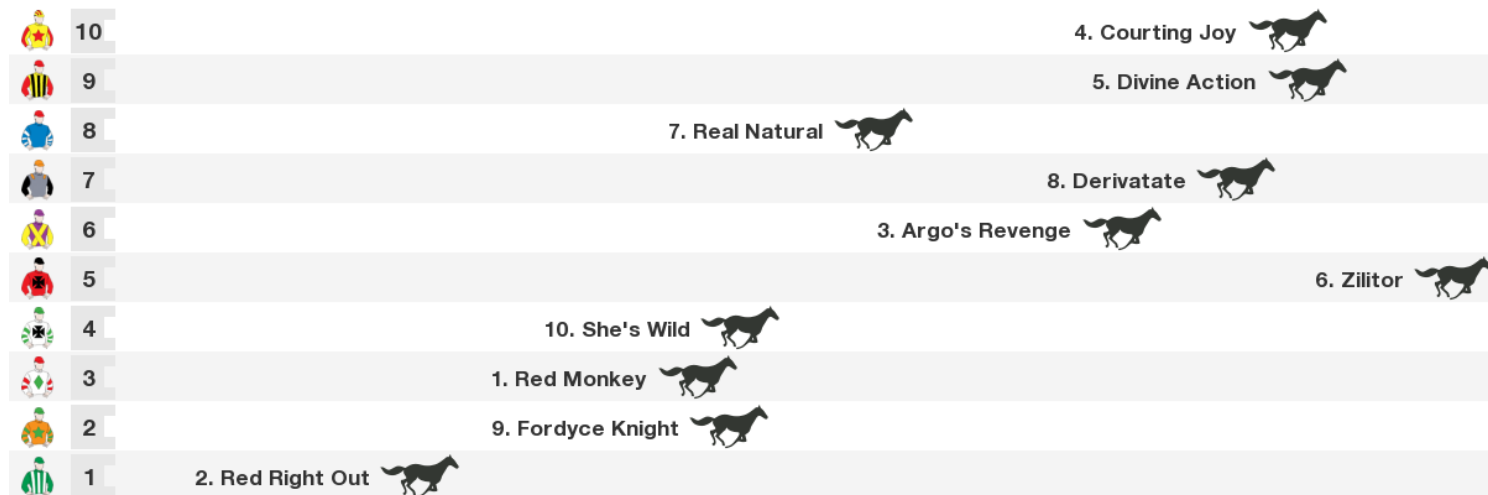 10 4. Courting Joy
9 5. Divine Action
8 7. Real Natural
7 8. Derivatate
6 3. Argo's Revenge
5 6. Zilitor
4 10. She's Wild
3 1. Red Monkey
2 9. Fordyce Knight
1 2. Red Right Out